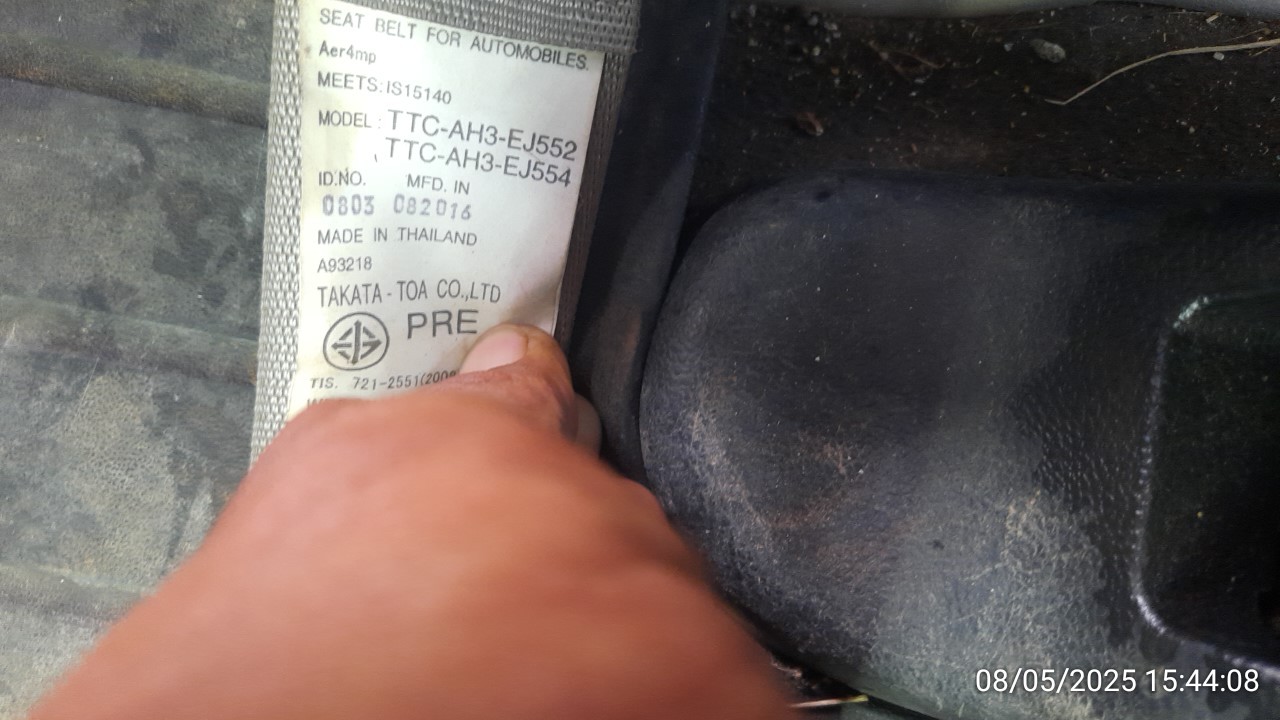 SEAT BELT FOR AUTOMOBILES.
Aer4mp
MEETS:IS15140
MODEL : TTC-AH3-EJ552
TTC-AH3-EJ554
ID.NO. MFD. IN
0803 082016
MADE IN THAILAND
A93218
TAKATA-TOA CO.,LTD
PRE
TIS. 721-2551(200
08/05/2025 15:44:08